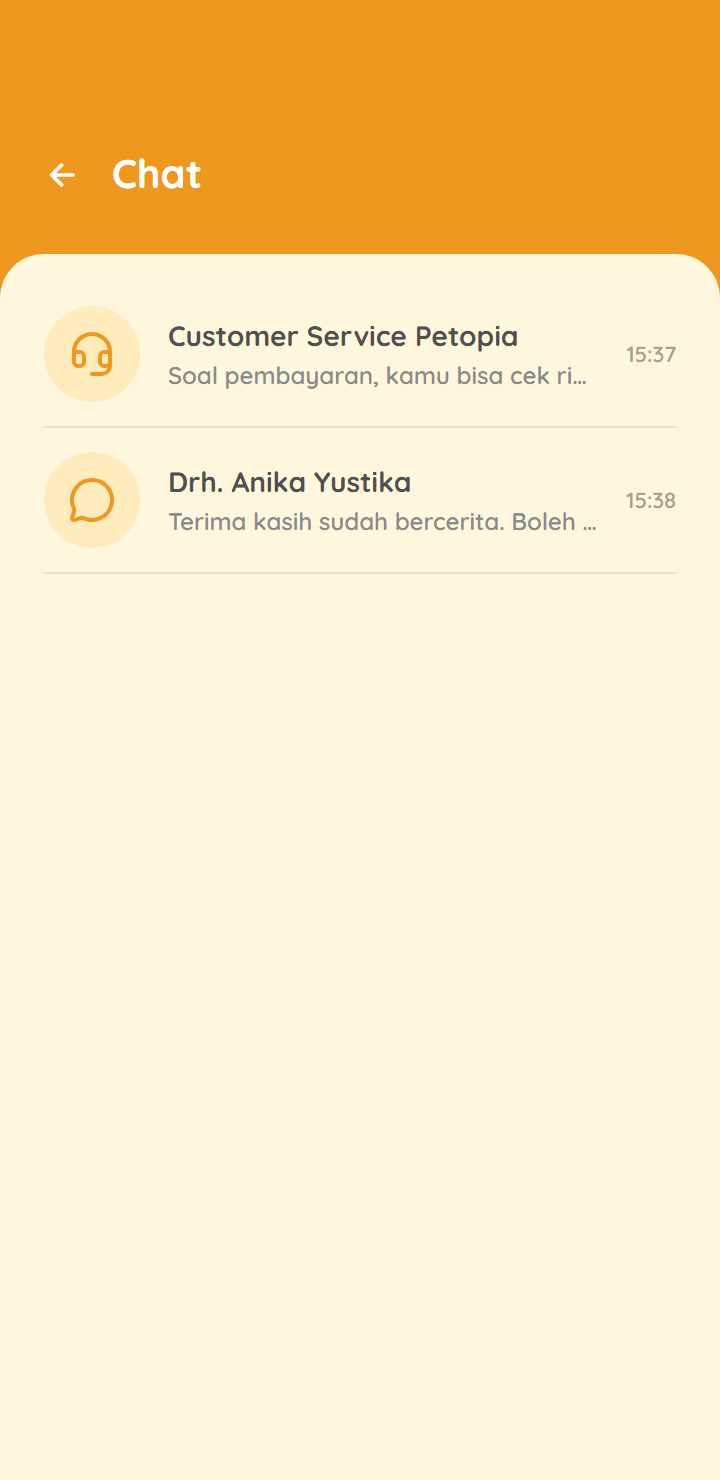 Chat
Customer Service Petopia
Soal pembayaran, kamu bisa cek ri...
15:37
Drh. Anika Yustika
Terima kasih sudah bercerita. Boleh ...
15:38